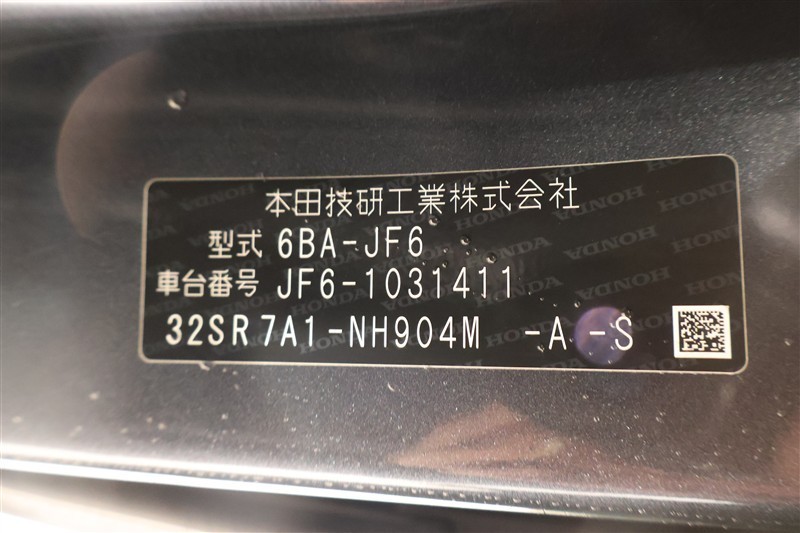 本田技研工業株式会社
型式 6BA-JF6
車台番号 JF6-1031411
32SR7A1-NH904M -A -S